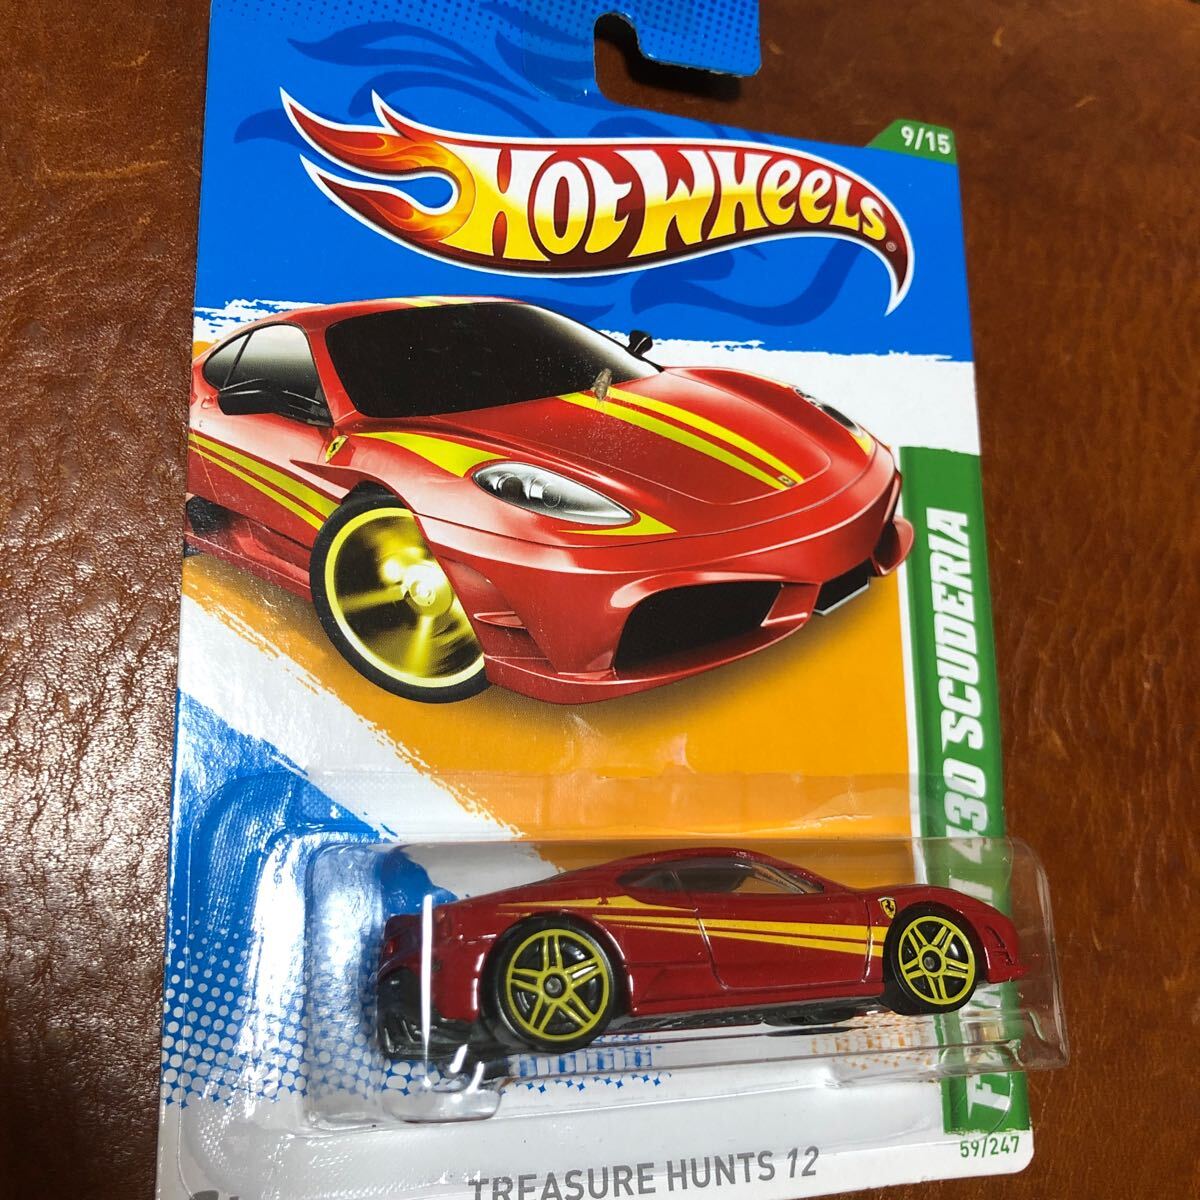 HOT WHEELS®
9/15
430 SCUDERIA
59/247
TREASURE HUNTS 12